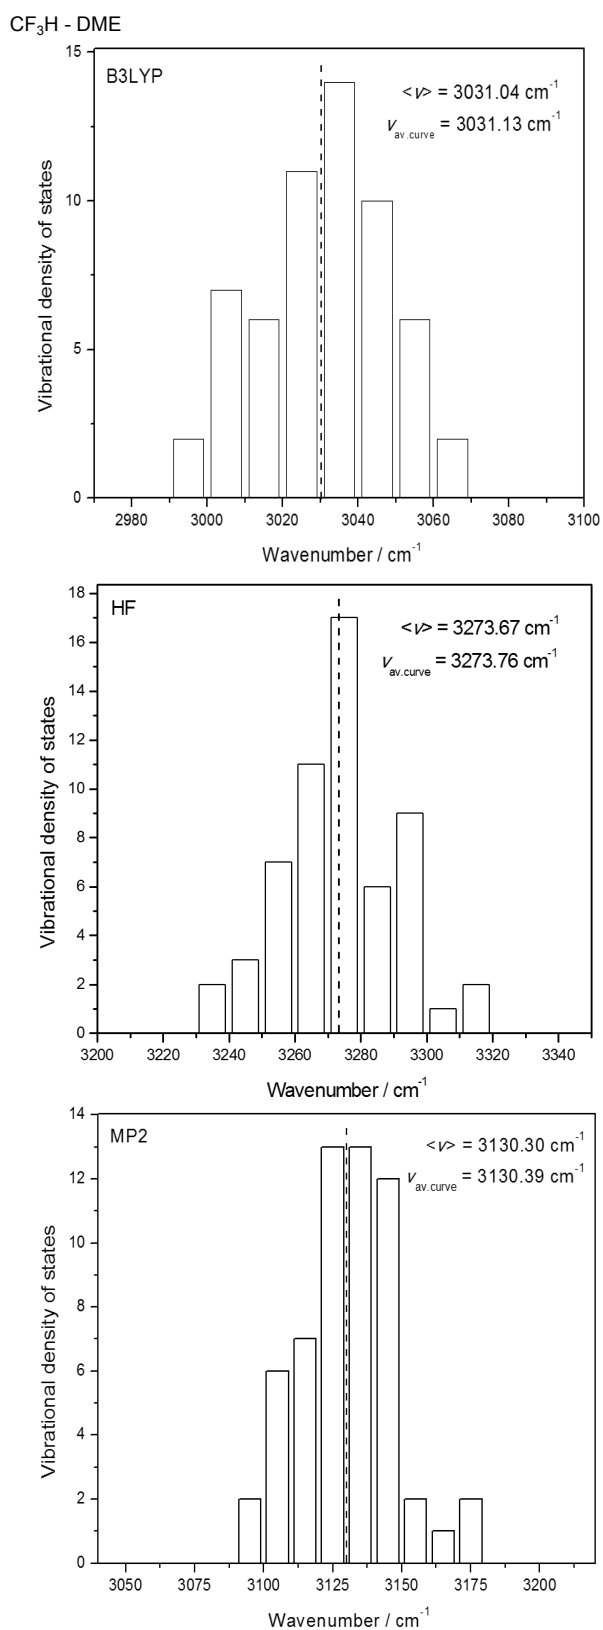 CF₃H - DME
B3LYP
<ν> = 3031.04 cm⁻¹
ν av.curve = 3031.13 cm⁻¹
Vibrational density of states
15
10
5
0
2980 3000 3020 3040 3060 3080 3100
Wavenumber / cm⁻¹
HF
<ν> = 3273.67 cm⁻¹
ν av.curve = 3273.76 cm⁻¹
Vibrational density of states
18
16
14
12
10
8
6
4
2
0
3200 3220 3240 3260 3280 3300 3320 3340
Wavenumber / cm⁻¹
MP2
<ν> = 3130.30 cm⁻¹
ν av.curve = 3130.39 cm⁻¹
Vibrational density of states
14
12
10
8
6
4
2
0
3050 3075 3100 3125 3150 3175 3200
Wavenumber / cm⁻¹